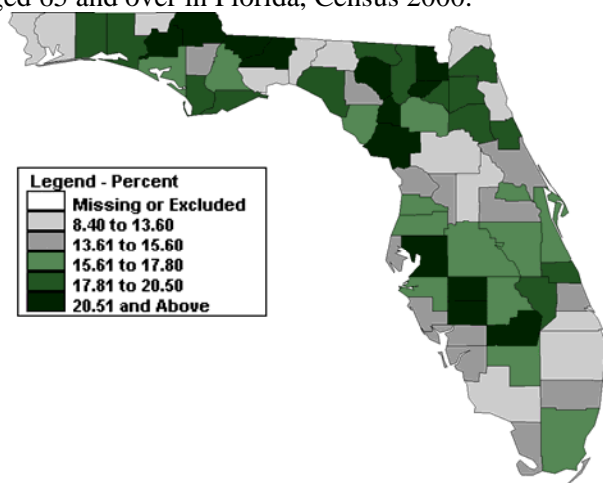 ged 65 and over in Florida, Census 2000.
Legend - Percent
Missing or Excluded
8.40 to 13.60
13.61 to 15.60
15.61 to 17.80
17.81 to 20.50
20.51 and Above